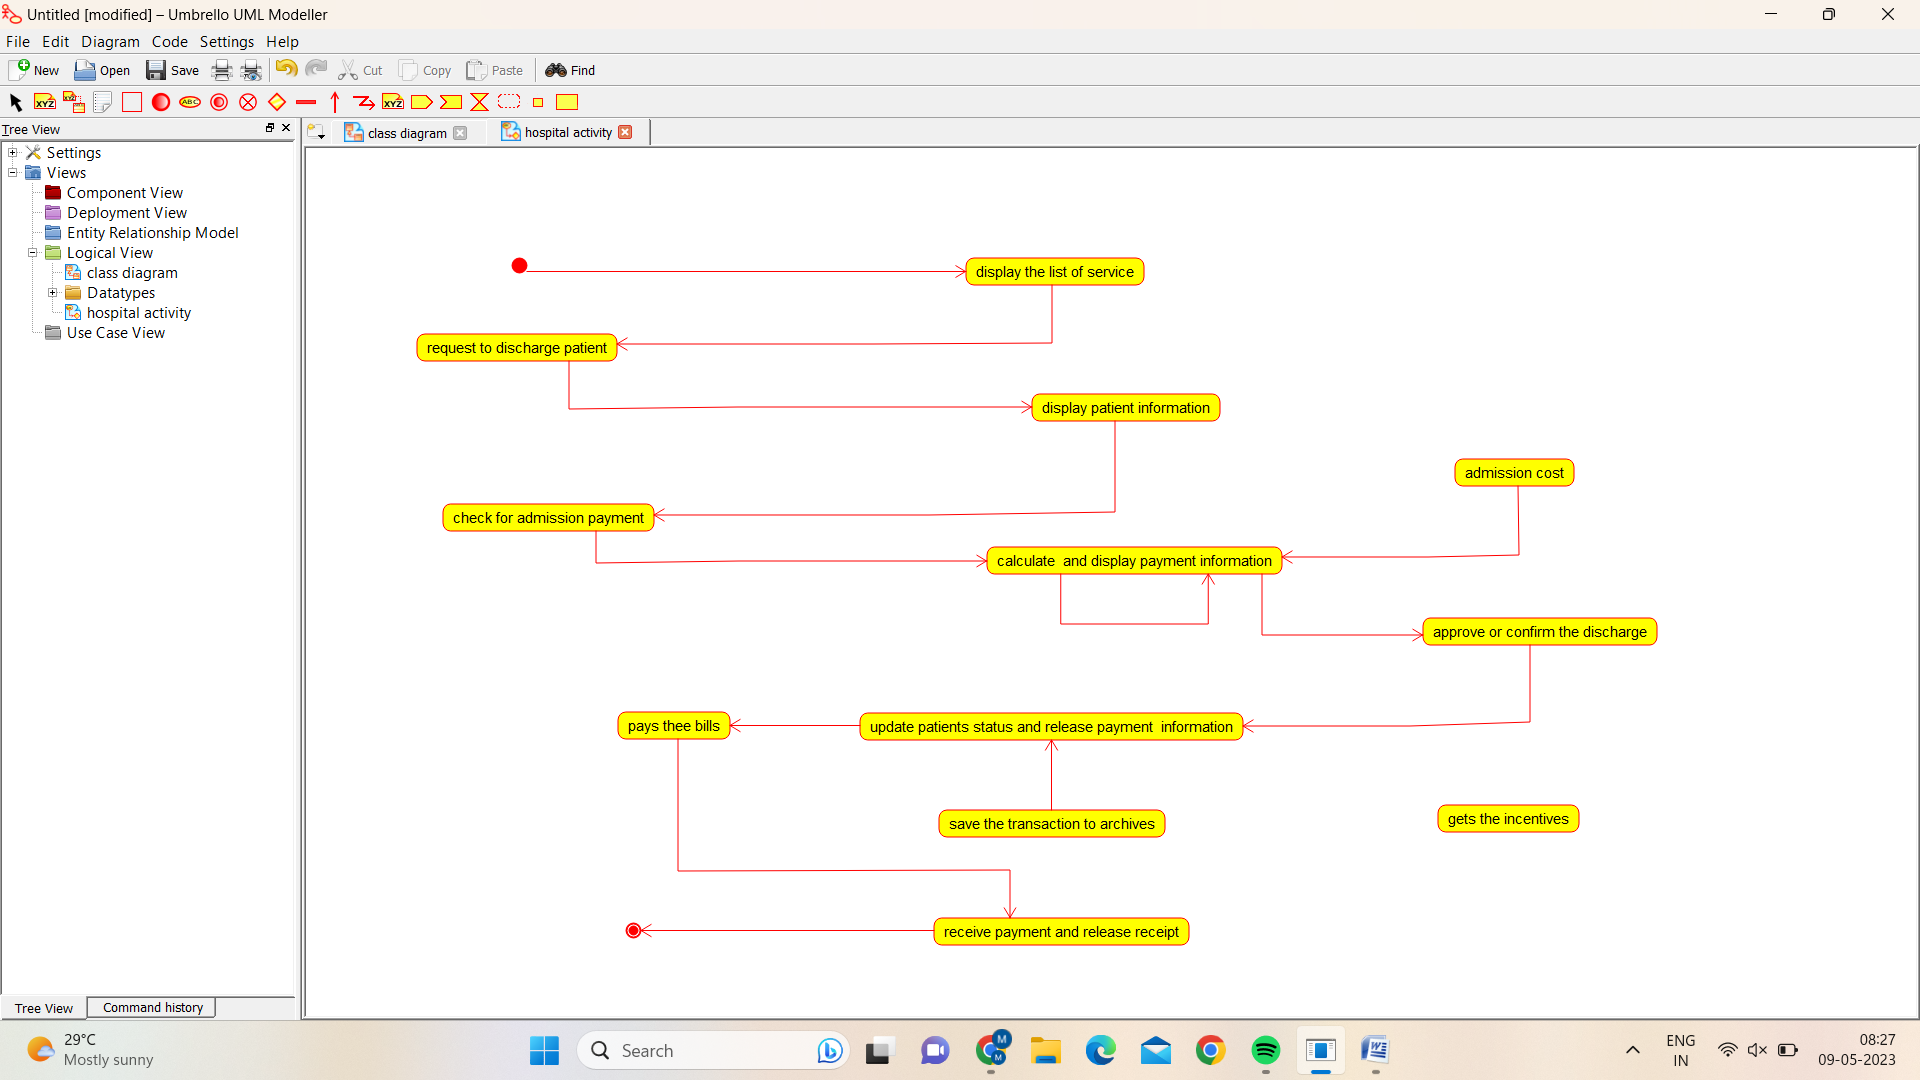 Untitled [modified] – Umbrello UML Modeller
File Edit Diagram Code Settings Help
New Open Save Cut Copy Paste Find
XYZ XYZ ABC XYZ
Tree View
class diagram hospital activity
Settings
Views
Component View
Deployment View
Entity Relationship Model
Logical View
class diagram
Datatypes
hospital activity
Use Case View
display the list of service
request to discharge patient
display patient information
admission cost
check for admission payment
calculate  and display payment information
approve or confirm the discharge
pays thee bills
update patients status and release payment  information
save the transaction to archives
gets the incentives
receive payment and release receipt
Tree View Command history
29°C
Mostly sunny
Search
M
M
ENG
IN
08:27
09-05-2023